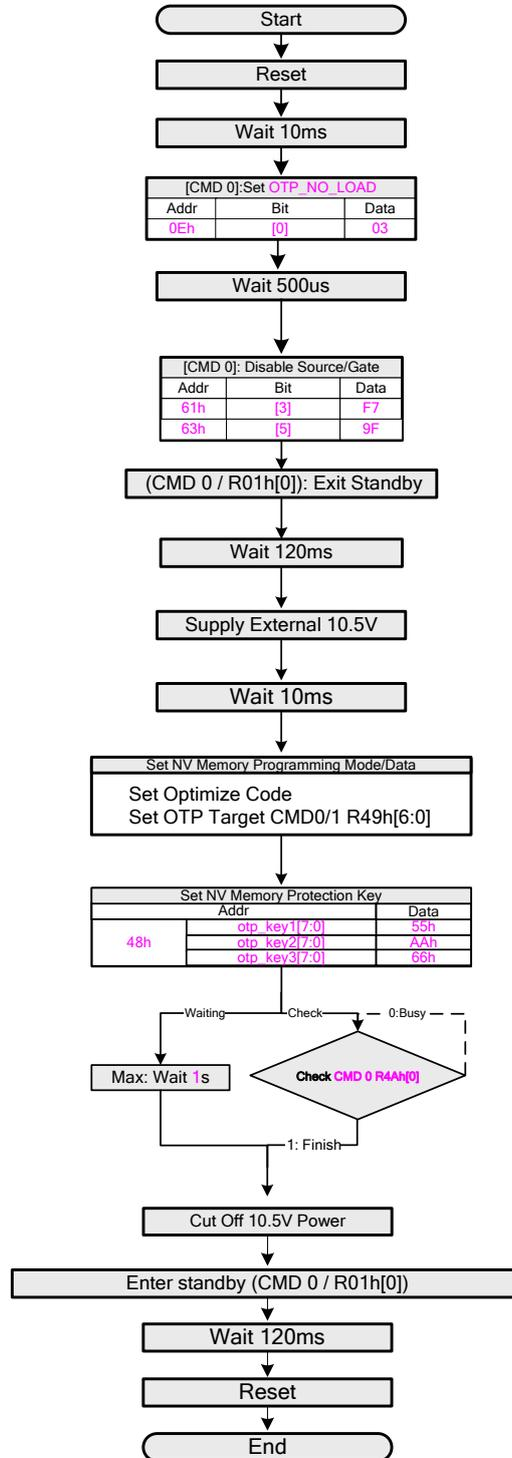 Start
Reset
Wait 10ms
[CMD 0]:Set OTP_NO_LOAD
Addr Bit Data
0Eh [0] 03
Wait 500us
[CMD 0]: Disable Source/Gate
Addr Bit Data
61h [3] F7
63h [5] 9F
(CMD 0 / R01h[0]): Exit Standby
Wait 120ms
Supply External 10.5V
Wait 10ms
Set NV Memory Programming Mode/Data
Set Optimize Code
Set OTP Target CMD0/1 R49h[6:0]
Set NV Memory Protection Key
Addr Data
48h
otp_key1[7:0] 55h
otp_key2[7:0] AAh
otp_key3[7:0] 66h
Waiting Check 0:Busy
Max: Wait 1s
Check CMD 0 R4Ah[0]
1: Finish
Cut Off 10.5V Power
Enter standby (CMD 0 / R01h[0])
Wait 120ms
Reset
End